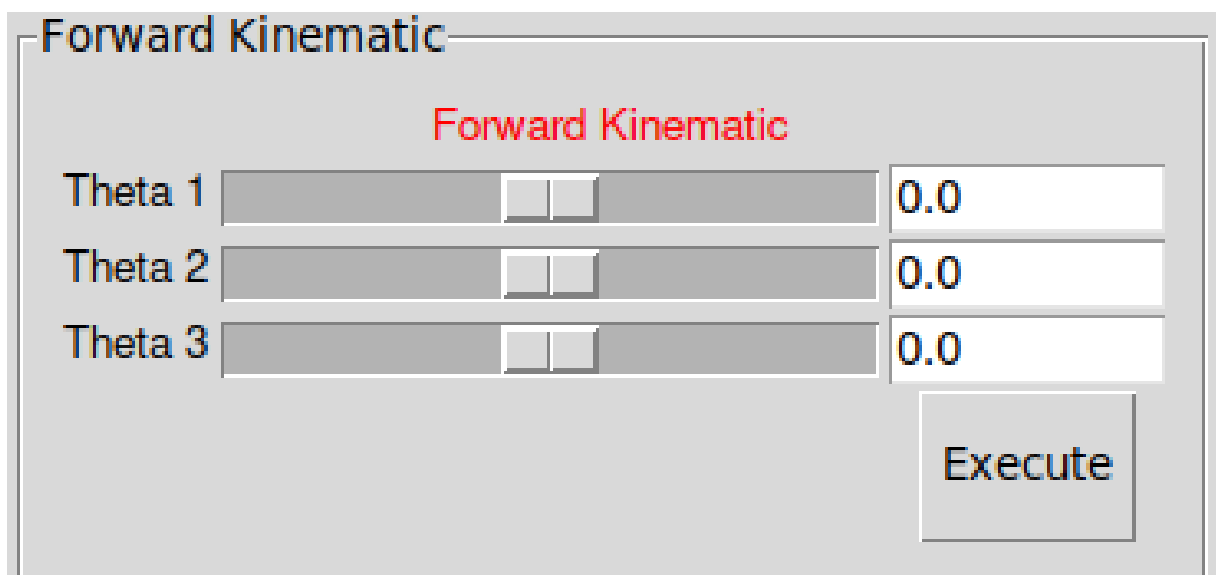 Forward Kinematic
Forward Kinematic
Theta 1 0.0
Theta 2 0.0
Theta 3 0.0
Execute